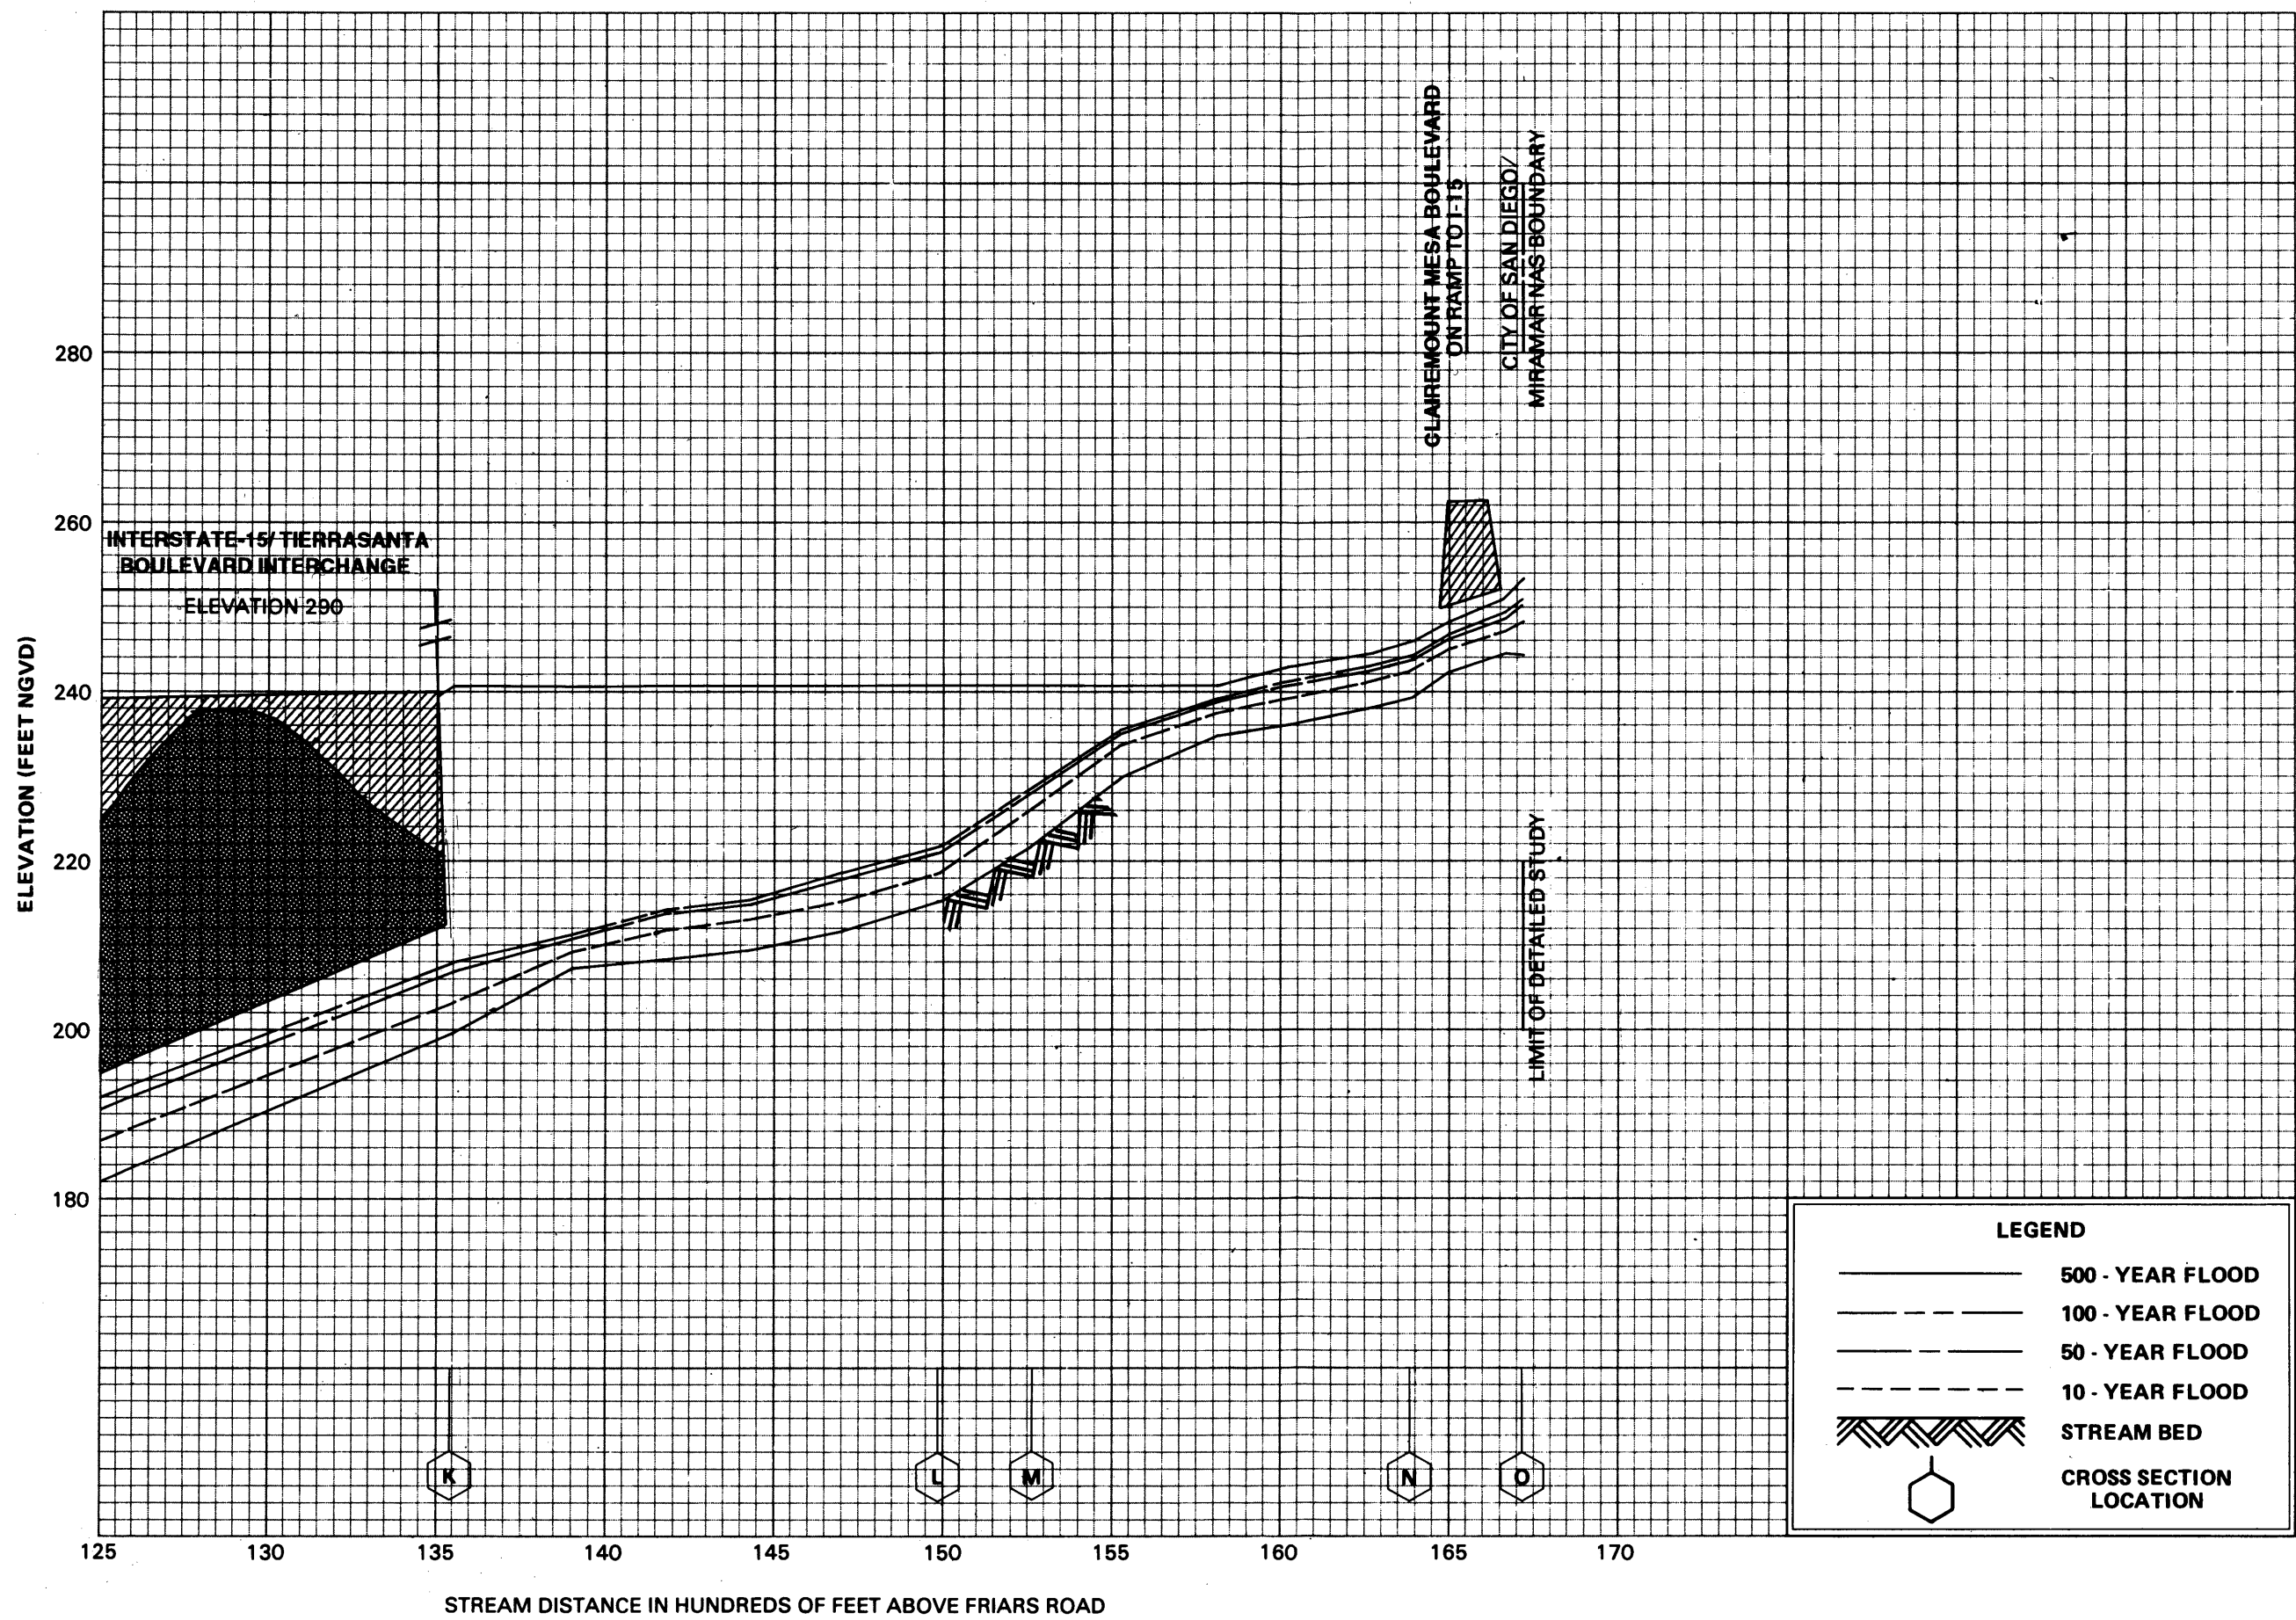 CLAIREMOUNT MESA BOULEVARD
ON RAMP TO I-15
CITY OF SAN DIEGO/
MIRAMAR NAS BOUNDARY
280
260
INTERSTATE-15/ TIERRASANTA
BOULEVARD INTERCHANGE
ELEVATION 290
240
220
200
180
ELEVATION (FEET NGVD)
LIMIT OF DETAILED STUDY
LEGEND
500 - YEAR FLOOD
100 - YEAR FLOOD
50 - YEAR FLOOD
10 - YEAR FLOOD
STREAM BED
CROSS SECTION
LOCATION
K L M N O
125 130 135 140 145 150 155 160 165 170
STREAM DISTANCE IN HUNDREDS OF FEET ABOVE FRIARS ROAD